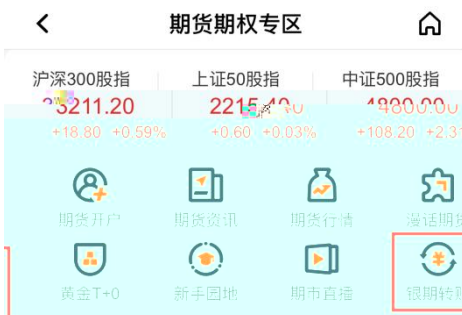 期货期权专区
沪深300股指 上证50股指 中证500股指
+18.80 +0.59% +0.60 +0.03% +108.20
期货开户 期货资讯 期货行情
黄金T+0 新手园地 期市直播